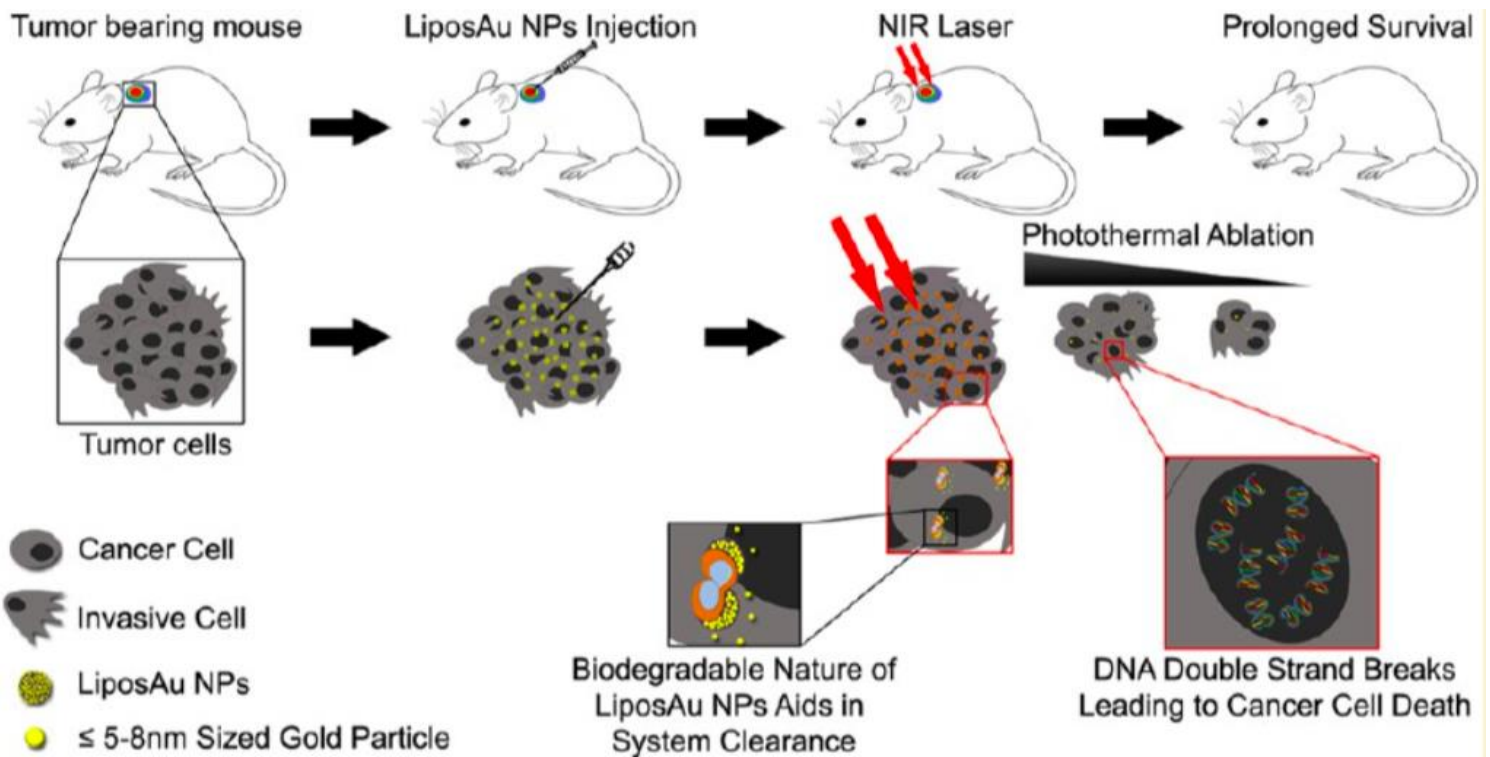 Tumor bearing mouse
LiposAu NPs Injection
NIR Laser
Prolonged Survival
Photothermal Ablation
Tumor cells
Cancer Cell
Invasive Cell
LiposAu NPs
≤ 5-8nm Sized Gold Particle
Biodegradable Nature of
LiposAu NPs Aids in
System Clearance
DNA Double Strand Breaks
Leading to Cancer Cell Death